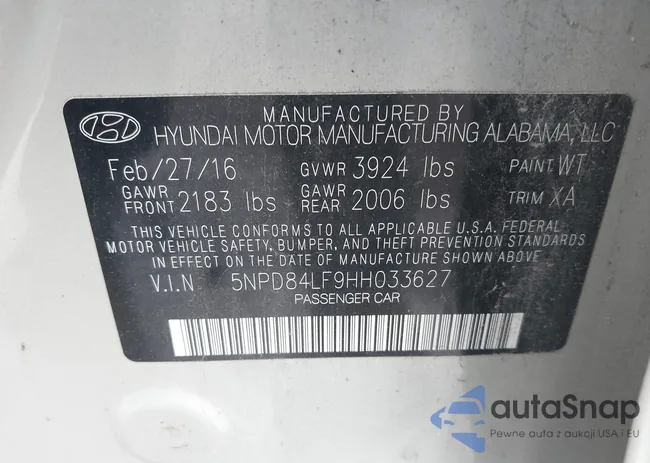 MANUFACTURED BY
HYUNDAI MOTOR MANUFACTURING ALABAMA, LLC
Feb/27/16 GVWR 3924 lbs PAINT WT
GAWR FRONT 2183 lbs GAWR REAR 2006 lbs TRIM XA
THIS VEHICLE CONFORMS TO ALL APPLICABLE U.S.A. FEDERAL
MOTOR VEHICLE SAFETY, BUMPER, AND THEFT PREVENTION STANDARDS
IN EFFECT ON THE DATE OF MANUFACTURE SHOWN ABOVE.
V.I.N 5NPD84LF9HH033627
PASSENGER CAR
autaSnap
Pewne auta z aukcji USA i EU